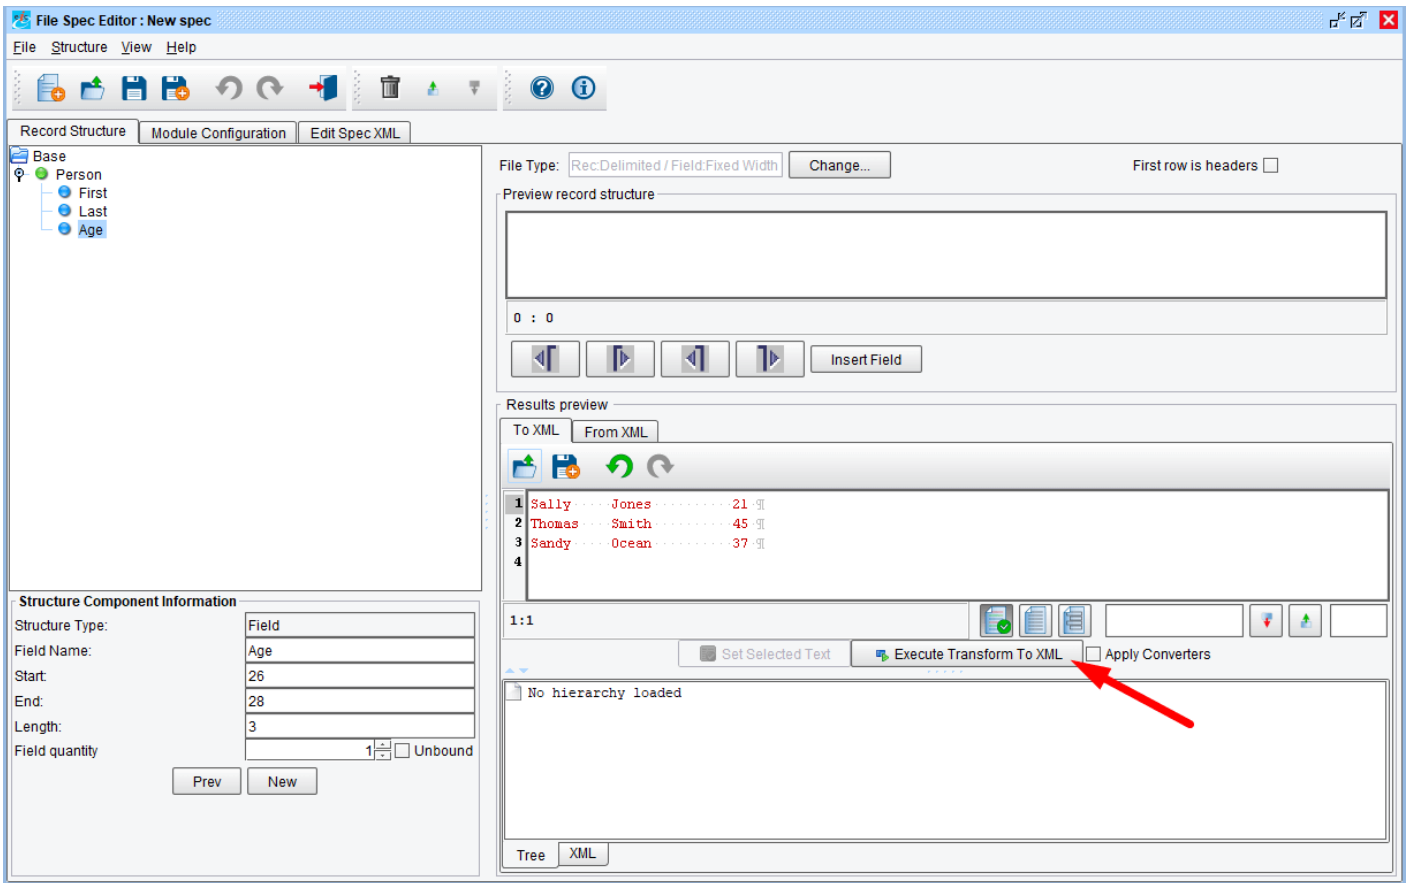 File Spec Editor : New spec
File Structure View Help
Record Structure Module Configuration Edit Spec XML
Base
Person
First
Last
Age
File Type: Rec:Delimited / Field:Fixed Width Change... First row is headers
Preview record structure
0 : 0
Insert Field
Results preview
To XML From XML
1 Sally Jones 21
2 Thomas Smith 45
3 Sandy Ocean 37
4
1:1
Set Selected Text Execute Transform To XML Apply Converters
No hierarchy loaded
Tree XML
Structure Component Information
Structure Type: Field
Field Name: Age
Start: 26
End: 28
Length: 3
Field quantity 1 Unbound
Prev New